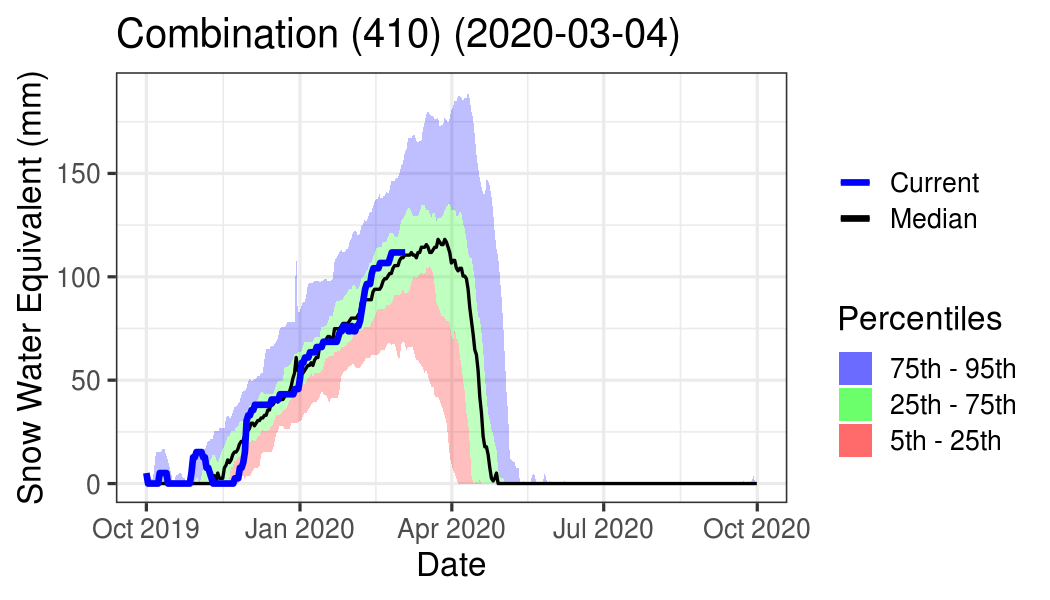 Combination (410) (2020-03-04)
Snow Water Equivalent (mm)
150
100
50
0
Oct 2019 Jan 2020 Apr 2020 Jul 2020 Oct 2020
Date
Current
Median
Percentiles
75th - 95th
25th - 75th
5th - 25th